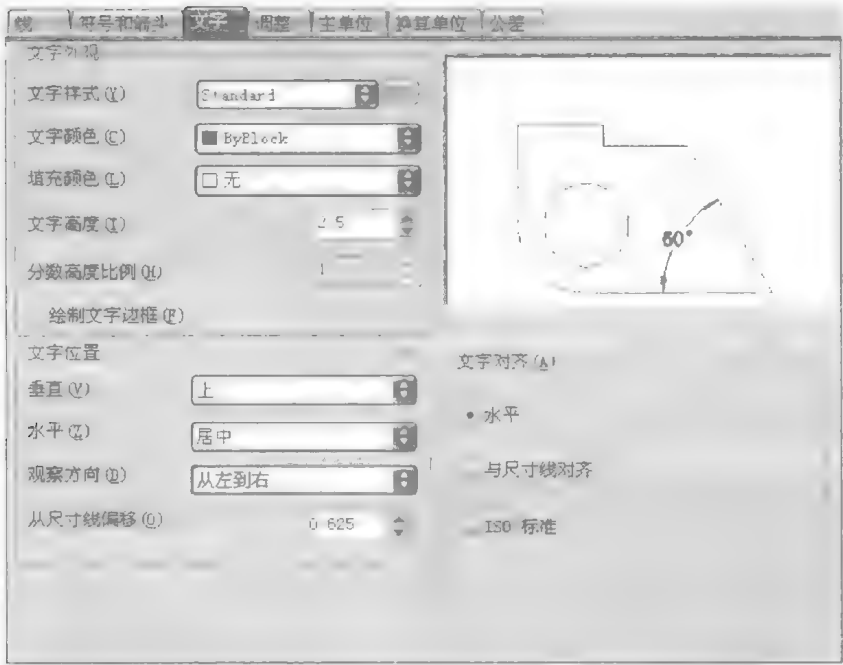 线 符号和箭头 文字 调整 主单位 换算单位 公差
文字外观
文字样式(Y) Standard
文字颜色(C) ByBlock
填充颜色(L) 无
文字高度(T) 2.5
分数高度比例(H) 1
绘制文字边框(F)
60°
文字位置
垂直(V) 上
水平(Z) 居中
观察方向(D) 从左到右
从尺寸线偏移(O) 0.625
文字对齐(A)
水平
与尺寸线对齐
ISO 标准